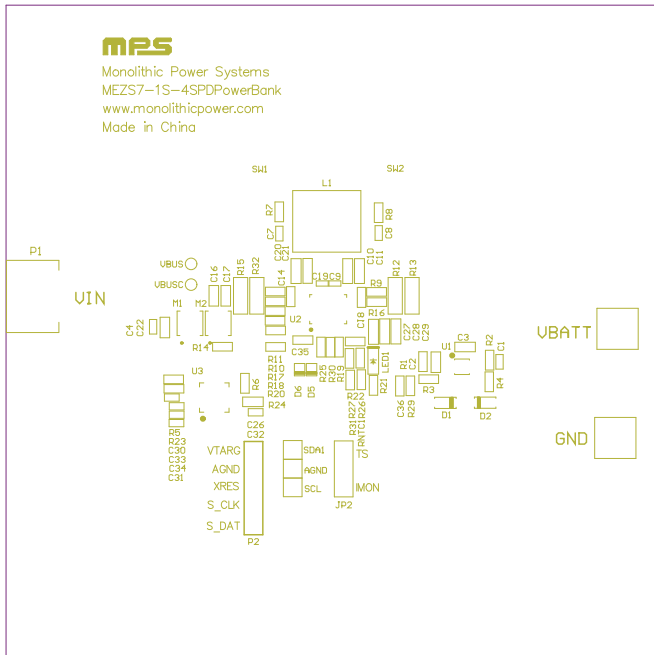 mps
Monolithic Power Systems
MEZS7-1S-4SPDPowerBank
www.monolithicpower.com
Made in China
SW1
SW2
L1
R7
R8
C7
C8
P1
C20
C21
C10
C11
VBUS
VBUSC
C16
C17
R15
R32
C14
C19
C9
R9
R12
R13
VIN
M1
M2
U2
C18
R16
C4
C22
R14
C35
C27
C28
C29
VBATT
U1
C3
R2
C1
R11
R10
R17
R18
R20
R24
R25
R30
R19
LED1
R1
C2
R3
R4
U3
R6
D6
D5
R22
R21
C36
R29
D1
D2
R31
R27
RNTC1
R26
C26
C32
R5
R23
C30
C33
C34
C31
GND
VTARG
AGND
XRES
S_CLK
S_DAT
P2
SDA1
AGND
SCL
TS
IMON
JP2